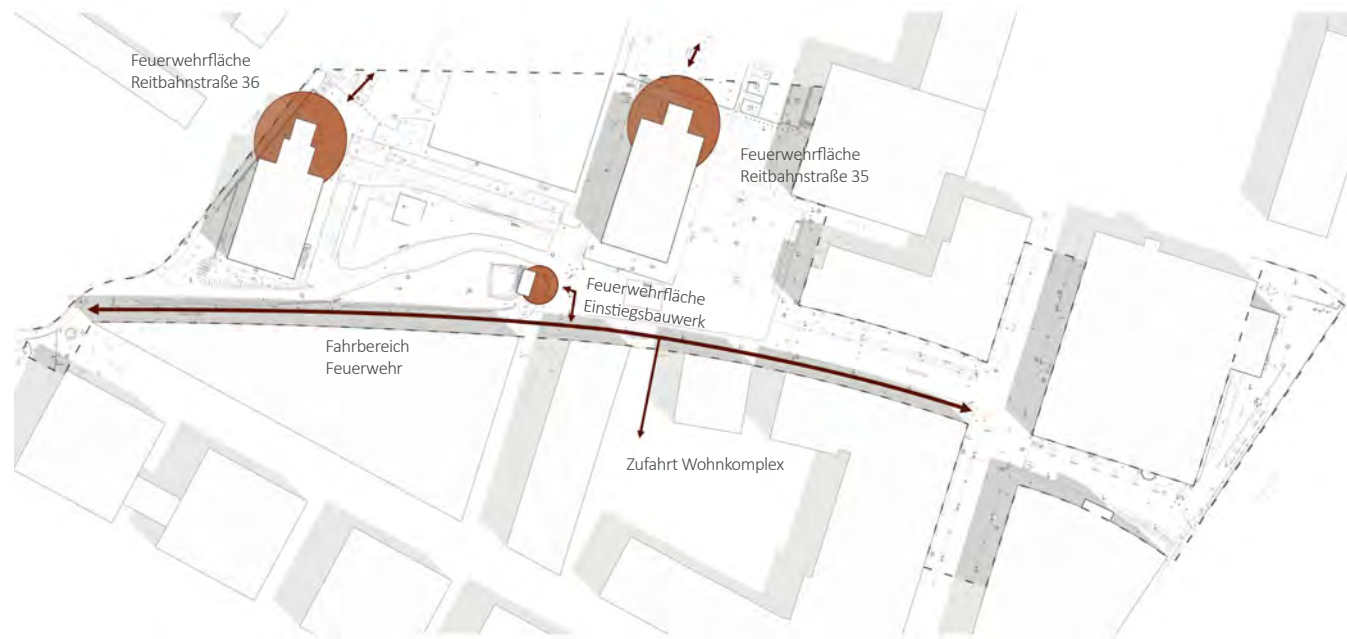 Feuerwehrfläche
Reitbahnstraße 36
Feuerwehrfläche
Reitbahnstraße 35
Feuerwehrfläche
Einstiegsbauwerk
Fahrbereich
Feuerwehr
Zufahrt Wohnkomplex